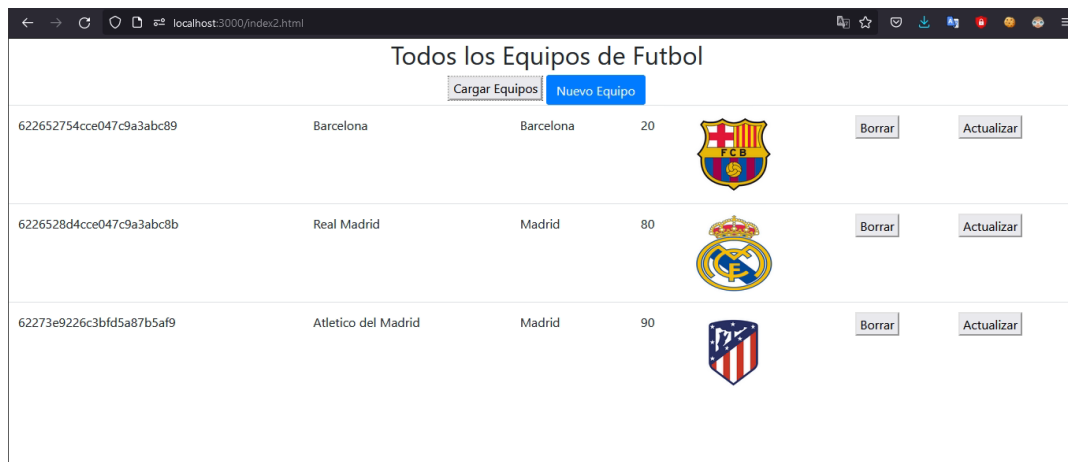 localhost:3000/index2.html
Todos los Equipos de Futbol
Cargar Equipos Nuevo Equipo
622652754cce047c9a3abc89 Barcelona Barcelona 20 FCB Borrar Actualizar
6226528d4cce047c9a3abc8b Real Madrid Madrid 80 Borrar Actualizar
62273e9226c3bfd5a87b5af9 Atletico del Madrid Madrid 90 Borrar Actualizar